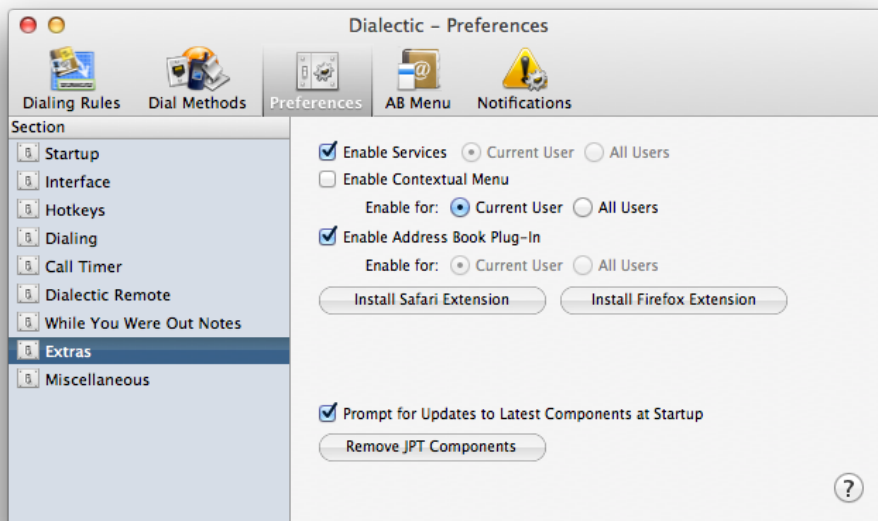 Dialectic – Preferences
Dialing Rules Dial Methods Preferences AB Menu Notifications
Section
Startup
Interface
Hotkeys
Dialing
Call Timer
Dialectic Remote
While You Were Out Notes
Extras
Miscellaneous
Enable Services Current User All Users
Enable Contextual Menu
Enable for: Current User All Users
Enable Address Book Plug-In
Enable for: Current User All Users
Install Safari Extension Install Firefox Extension
Prompt for Updates to Latest Components at Startup
Remove JPT Components
?